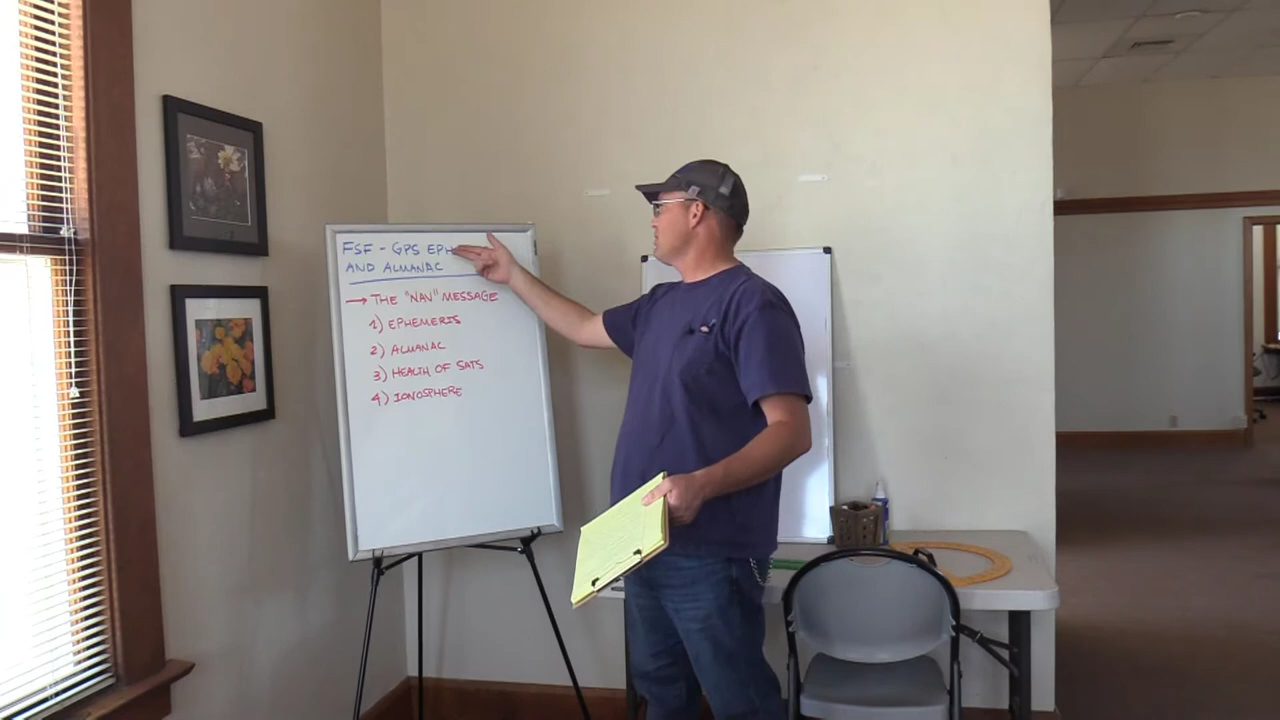 FSF - GPS EPH
AND ALMANAC
→ THE "NAV" MESSAGE
1) EPHEMERIS
2) ALMANAC
3) HEALTH OF SATS
4) IONOSPHERE